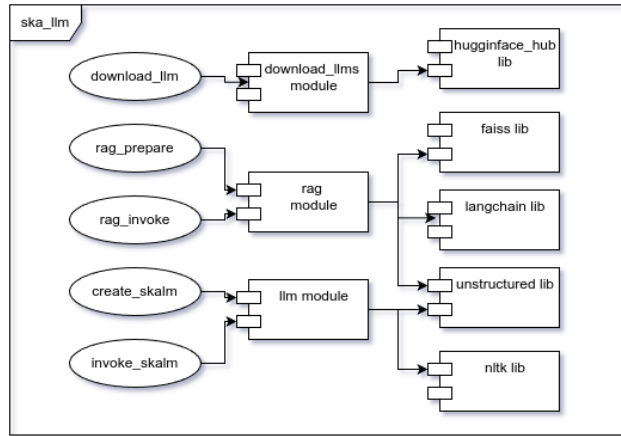 ska_llm
download_llm
download_llms
module
hugginface_hub
lib
rag_prepare
rag_invoke
rag
module
faiss lib
langchain lib
create_skalm
invoke_skalm
llm module
unstructured lib
nltk lib